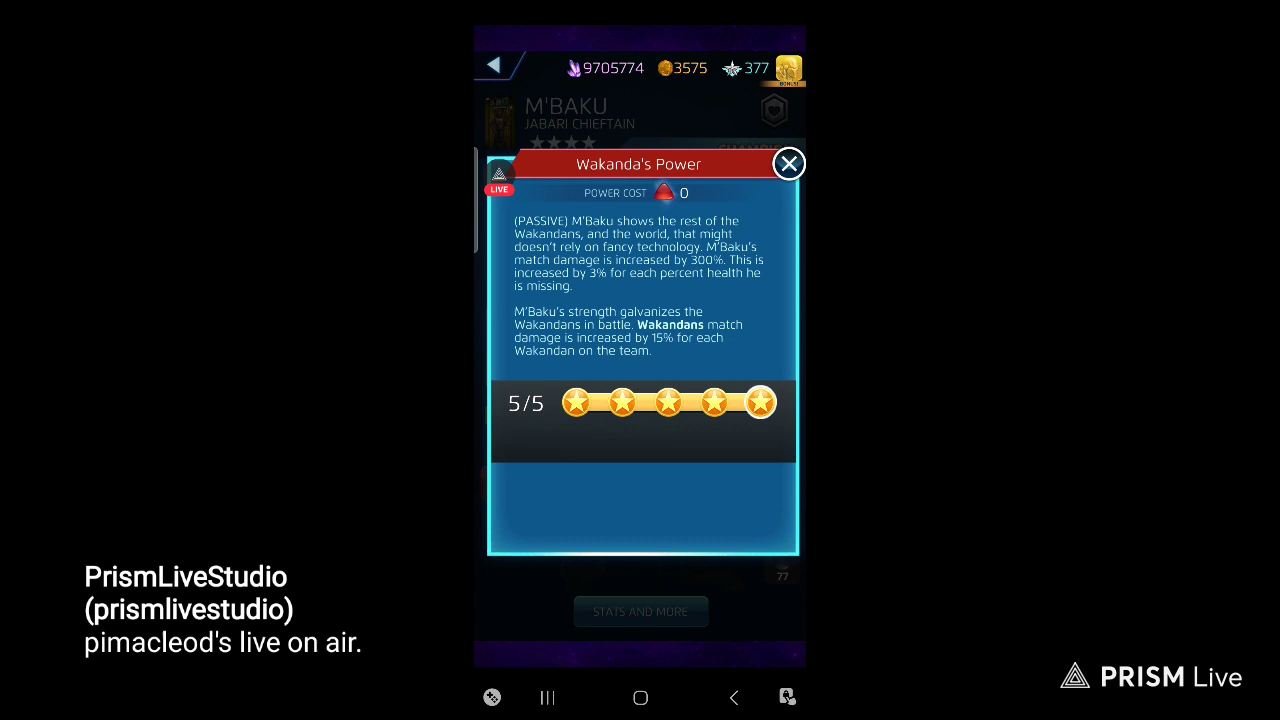 9705774 3575 377
BONUS!
M'BAKU
JABARI CHIEFTAIN
Wakanda's Power
LIVE
POWER COST 0
(PASSIVE) M'Baku shows the rest of the
Wakandans, and the world, that might
doesn't rely on fancy technology. M'Baku's
match damage is increased by 300%. This is
increased by 3% for each percent health he
is missing.
M'Baku's strength galvanizes the
Wakandans in battle. Wakandans match
damage is increased by 15% for each
Wakandan on the team.
5/5
77
STATS AND MORE
PrismLiveStudio
(prismlivestudio)
pimacleod's live on air.
PRISM Live